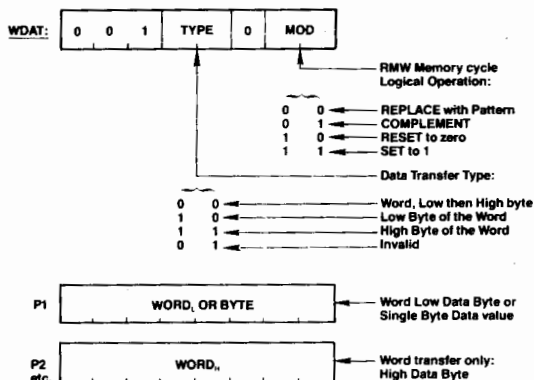 WDAT: 0 0 1 TYPE 0 MOD
RMW Memory cycle
Logical Operation:
0 0 REPLACE with Pattern
0 1 COMPLEMENT
1 0 RESET to zero
1 1 SET to 1
Data Transfer Type:
0 0 Word, Low then High byte
1 0 Low Byte of the Word
1 1 High Byte of the Word
0 1 Invalid
P1 WORDL OR BYTE Word Low Data Byte or
Single Byte Data value
P2 WORDH Word transfer only:
etc High Data Byte